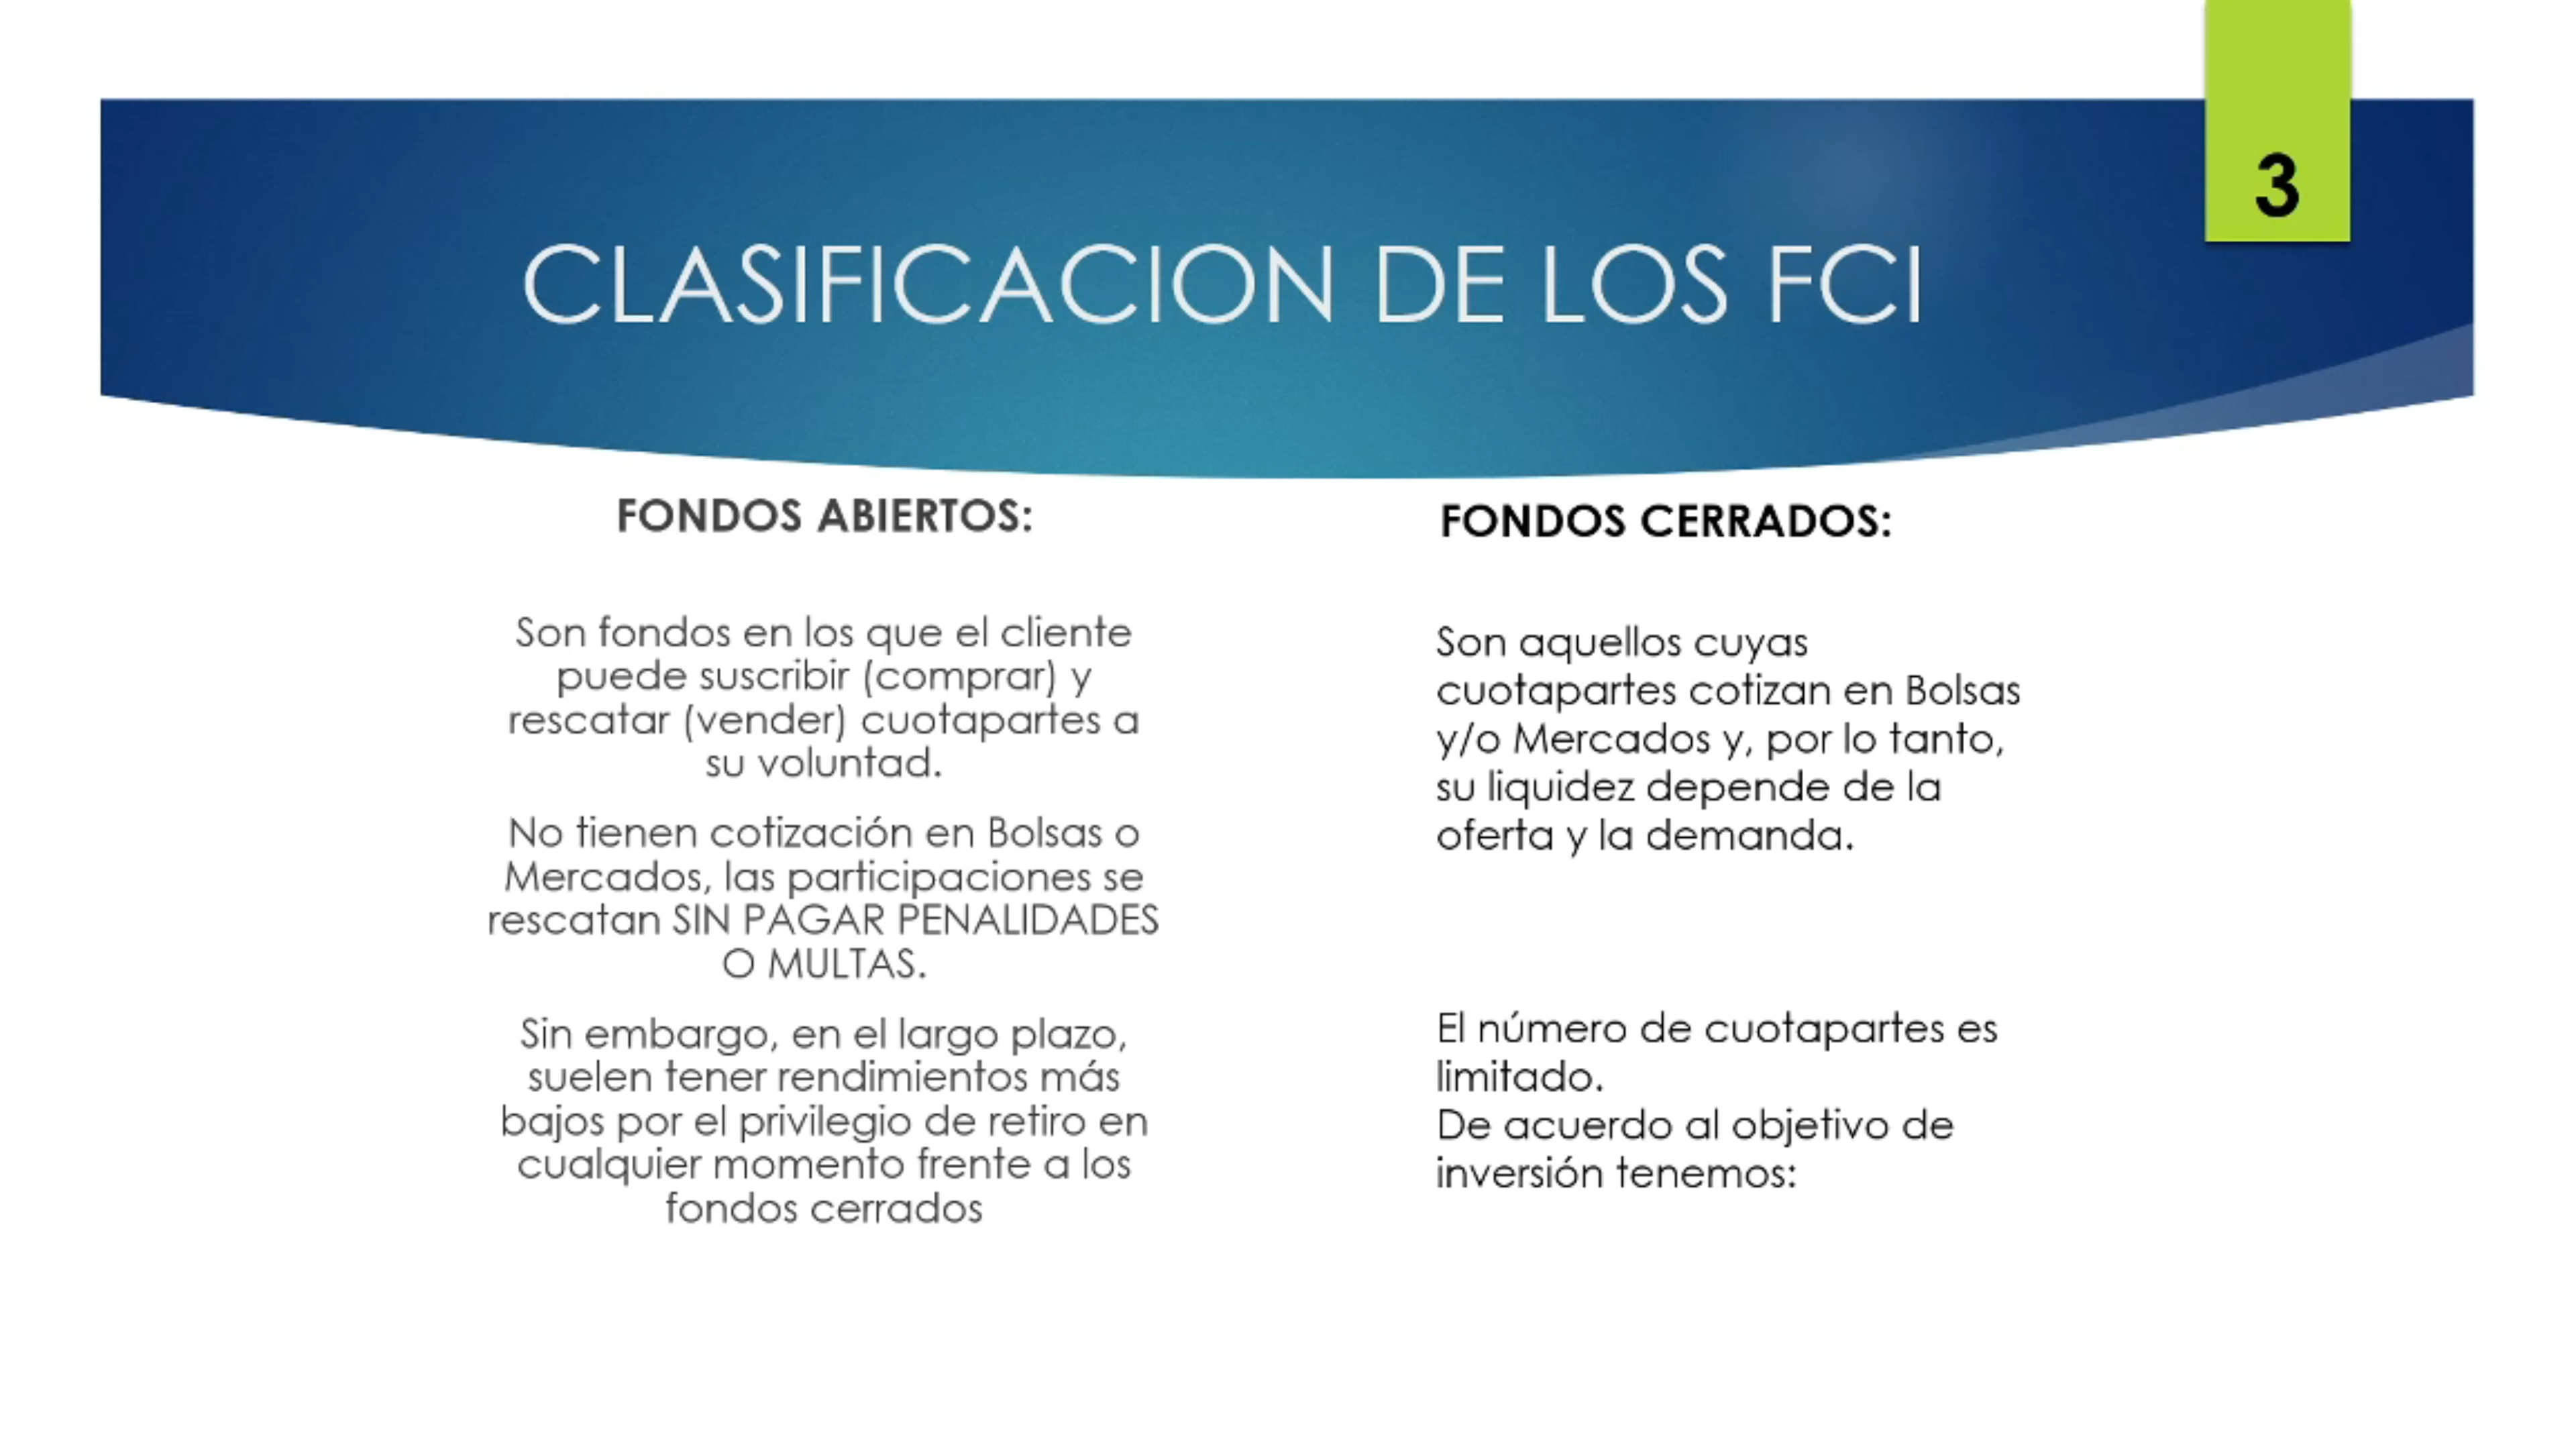 3
CLASIFICACION DE LOS FCI
FONDOS ABIERTOS:
Son fondos en los que el cliente
puede suscribir (comprar) y
rescatar (vender) cuotapartes a
su voluntad.
No tienen cotización en Bolsas o
Mercados, las participaciones se
rescatan SIN PAGAR PENALIDADES
O MULTAS.
Sin embargo, en el largo plazo,
suelen tener rendimientos más
bajos por el privilegio de retiro en
cualquier momento frente a los
fondos cerrados
FONDOS CERRADOS:
Son aquellos cuyas
cuotapartes cotizan en Bolsas
y/o Mercados y, por lo tanto,
su liquidez depende de la
oferta y la demanda.
El número de cuotapartes es
limitado.
De acuerdo al objetivo de
inversión tenemos: